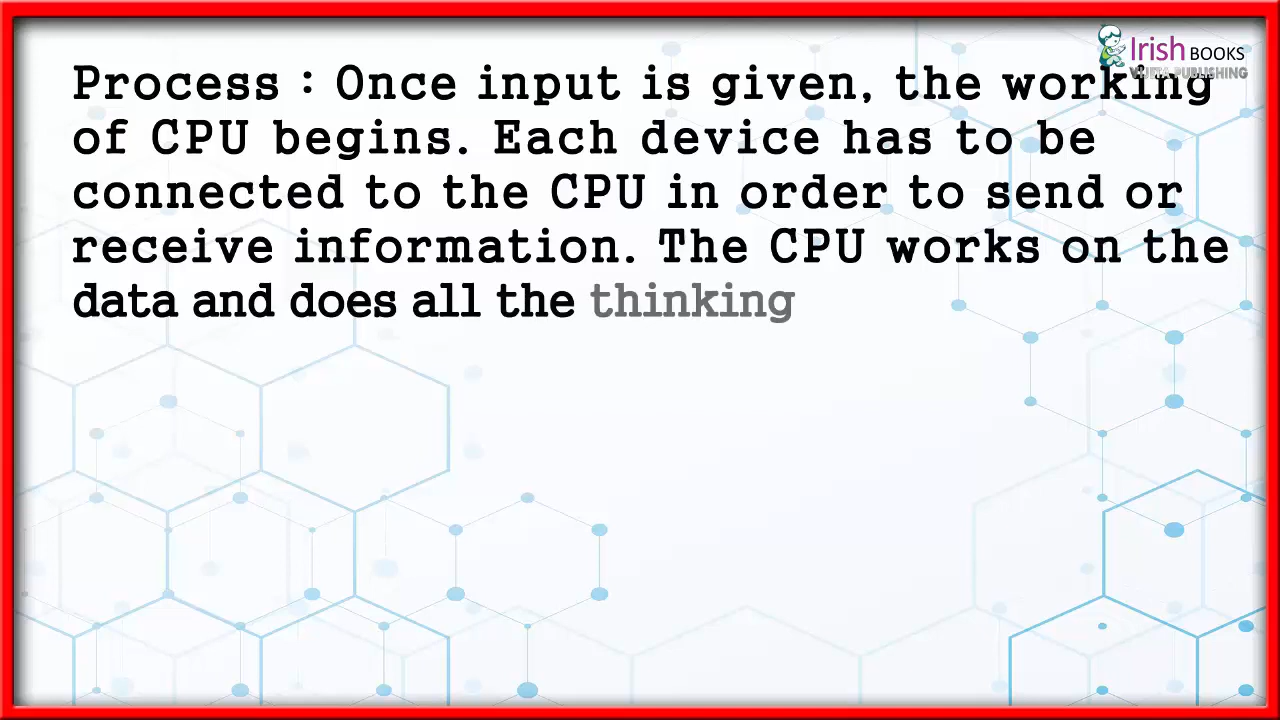 Irish BOOKS
VIJETA PUBLISHING
Process : Once input is given, the working
of CPU begins. Each device has to be
connected to the CPU in order to send or
receive information. The CPU works on the
data and does all the thinking